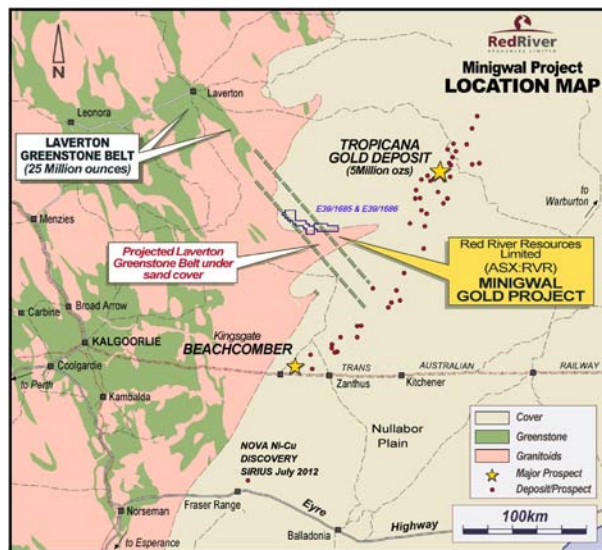 RedRiver
RESOURCES LIMITED
Minigwal Project
LOCATION MAP
N
Laverton
Leonora
LAVERTON
GREENSTONE BELT
(25 Million ounces)
TROPICANA
GOLD DEPOSIT
(5Million ozs)
to
Warburton
E39/1685 & E39/1686
Menzies
Projected Laverton
Greenstone Belt under
sand cover
Red River Resources
Limited
(ASX:RVR)
MINIGWAL
GOLD PROJECT
Carbine
Broad Arrow
KALGOORLIE
Kingsgate
BEACHCOMBER
Coolgardie
to Perth
Kambalda
TRANS
AUSTRALIAN
RAILWAY
Zanthus
Kitchener
Nullabor
Plain
NOVA Ni-Cu
DISCOVERY
SIRIUS July 2012
Norseman
Fraser Range
Eyre
Highway
Balladonia
to Esperance
Cover
Greenstone
Granitoids
Major Prospect
Deposit/Prospect
100km